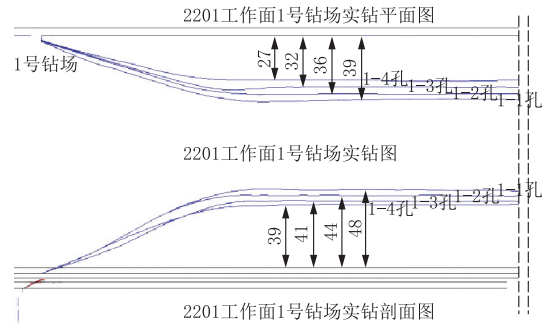 2201工作面1号钻场实钻平面图
1号钻场
27
32
36
39
1-4孔
1-3孔
1-2孔
1-1孔
2201工作面1号钻场实钻图
1-1孔
1-2孔
1-3孔
1-4孔
39
41
44
48
2201工作面1号钻场实钻剖面图